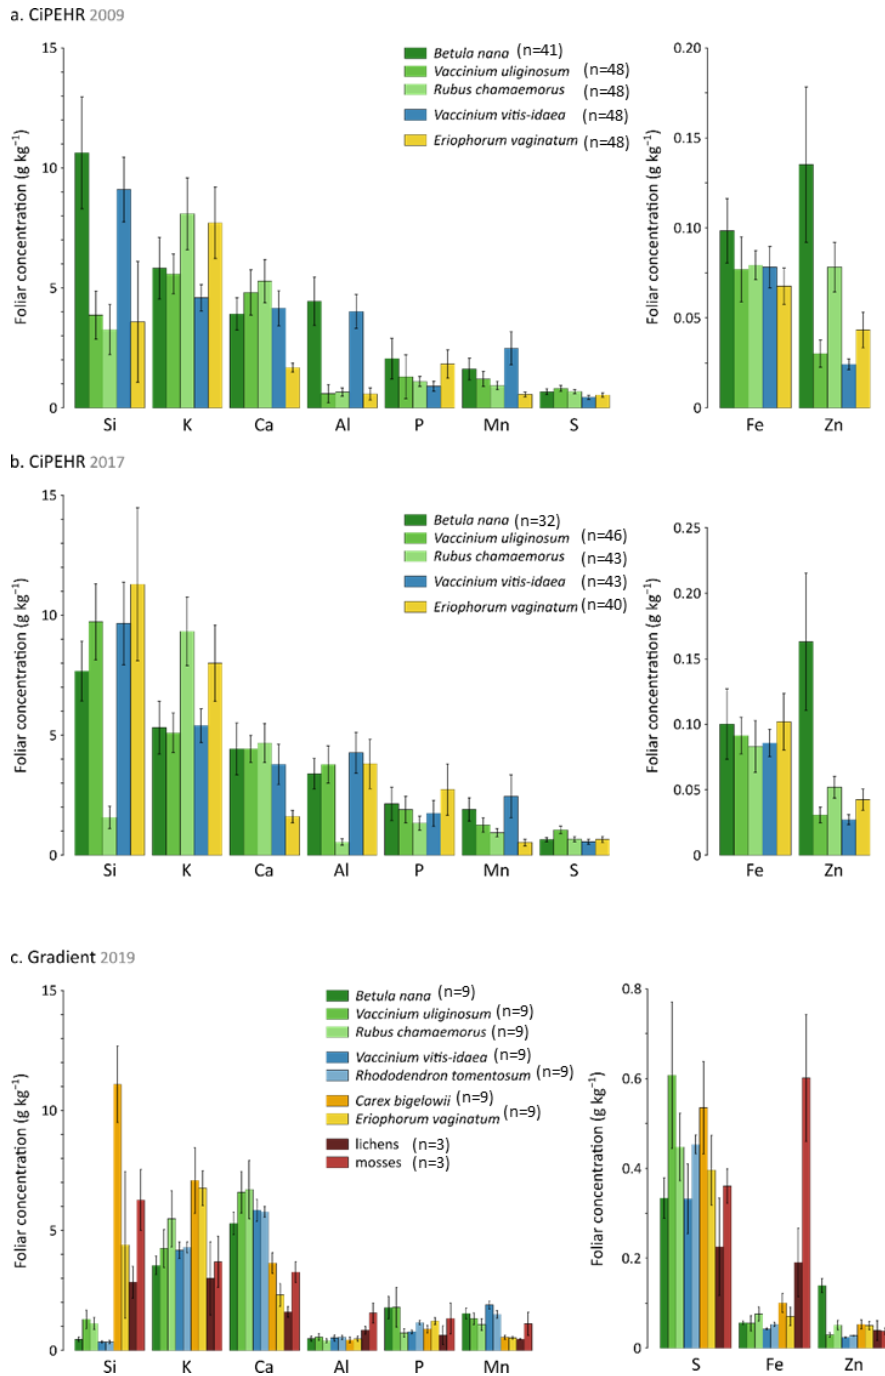 a. CiPEHR 2009
15
10
5
0
Foliar concentration (g kg⁻¹)
Betula nana (n=41)
Vaccinium uliginosum (n=48)
Rubus chamaemorus (n=48)
Vaccinium vitis-idaea (n=48)
Eriophorum vaginatum (n=48)
Si K Ca Al P Mn S
0.20
0.15
0.10
0.05
0
Foliar concentration (g kg⁻¹)
Fe Zn
b. CiPEHR 2017
15
10
5
0
Foliar concentration (g kg⁻¹)
Betula nana (n=32)
Vaccinium uliginosum (n=46)
Rubus chamaemorus (n=43)
Vaccinium vitis-idaea (n=43)
Eriophorum vaginatum (n=40)
Si K Ca Al P Mn S
0.25
0.20
0.15
0.10
0.05
0
Foliar concentration (g kg⁻¹)
Fe Zn
c. Gradient 2019
15
10
5
0
Foliar concentration (g kg⁻¹)
Betula nana (n=9)
Vaccinium uliginosum (n=9)
Rubus chamaemorus (n=9)
Vaccinium vitis-idaea (n=9)
Rhododendron tomentosum (n=9)
Carex bigelowii (n=9)
Eriophorum vaginatum (n=9)
lichens (n=3)
mosses (n=3)
Si K Ca Al P Mn
0.8
0.6
0.4
0.2
0
Foliar concentration (g kg⁻¹)
S Fe Zn